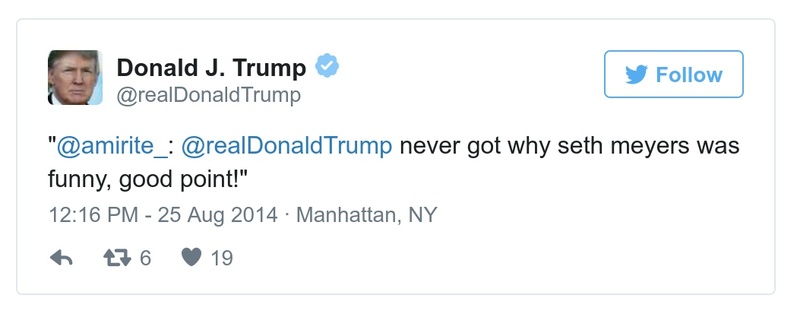 Donald J. Trump
@realDonaldTrump
Follow
"@amirite_: @realDonaldTrump never got why seth meyers was
funny, good point!"
12:16 PM - 25 Aug 2014 · Manhattan, NY
6 19